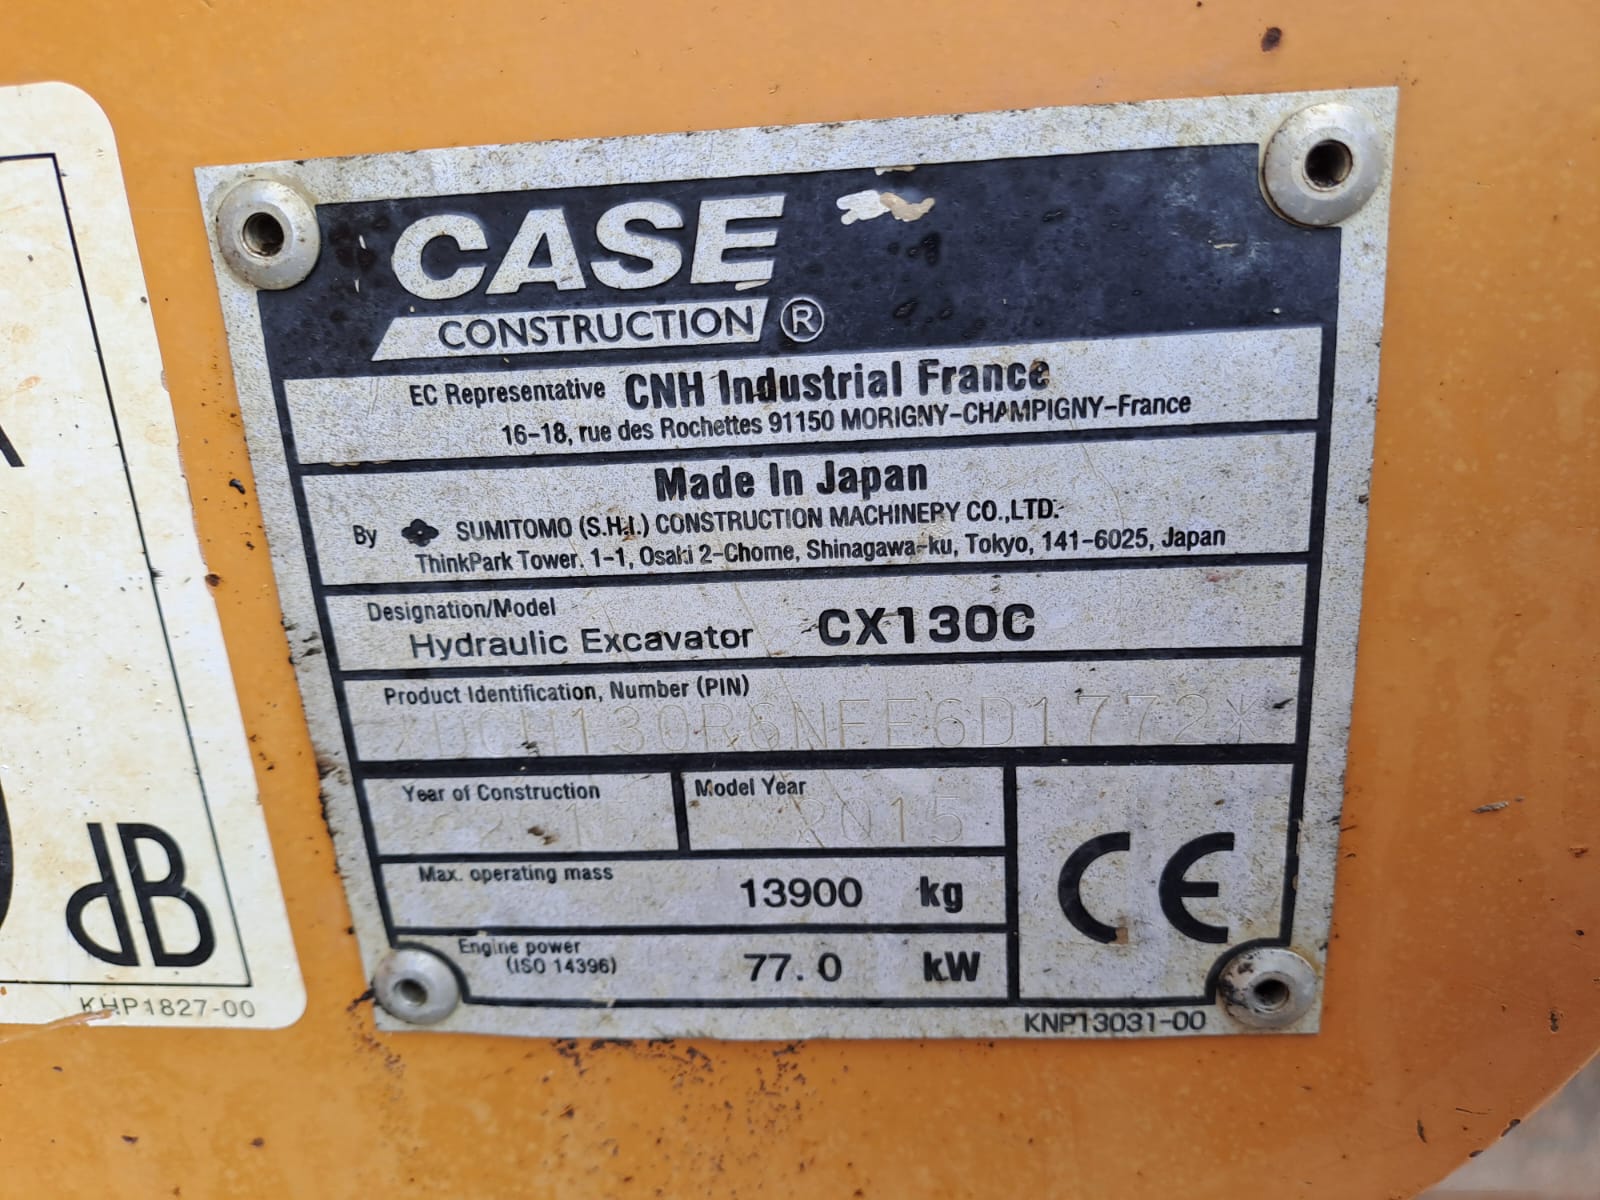 CASE
CONSTRUCTION ®
EC Representative CNH Industrial France
16-18, rue des Rochettes 91150 MORIGNY-CHAMPIGNY-France
Made In Japan
By SUMITOMO (S.H.I.) CONSTRUCTION MACHINERY CO.,LTD.
ThinkPark Tower. 1-1, Osaki 2-Chome, Shinagawa-ku, Tokyo, 141-6025, Japan
Designation/Model
Hydraulic Excavator CX130C
Product Identification, Number (PIN)
Year of Construction
Model Year
2015
Max. operating mass
13900 kg
Engine power
(ISO 14396)
77.0 kW
CE
KNP13031-00
dB
KHP1827-00